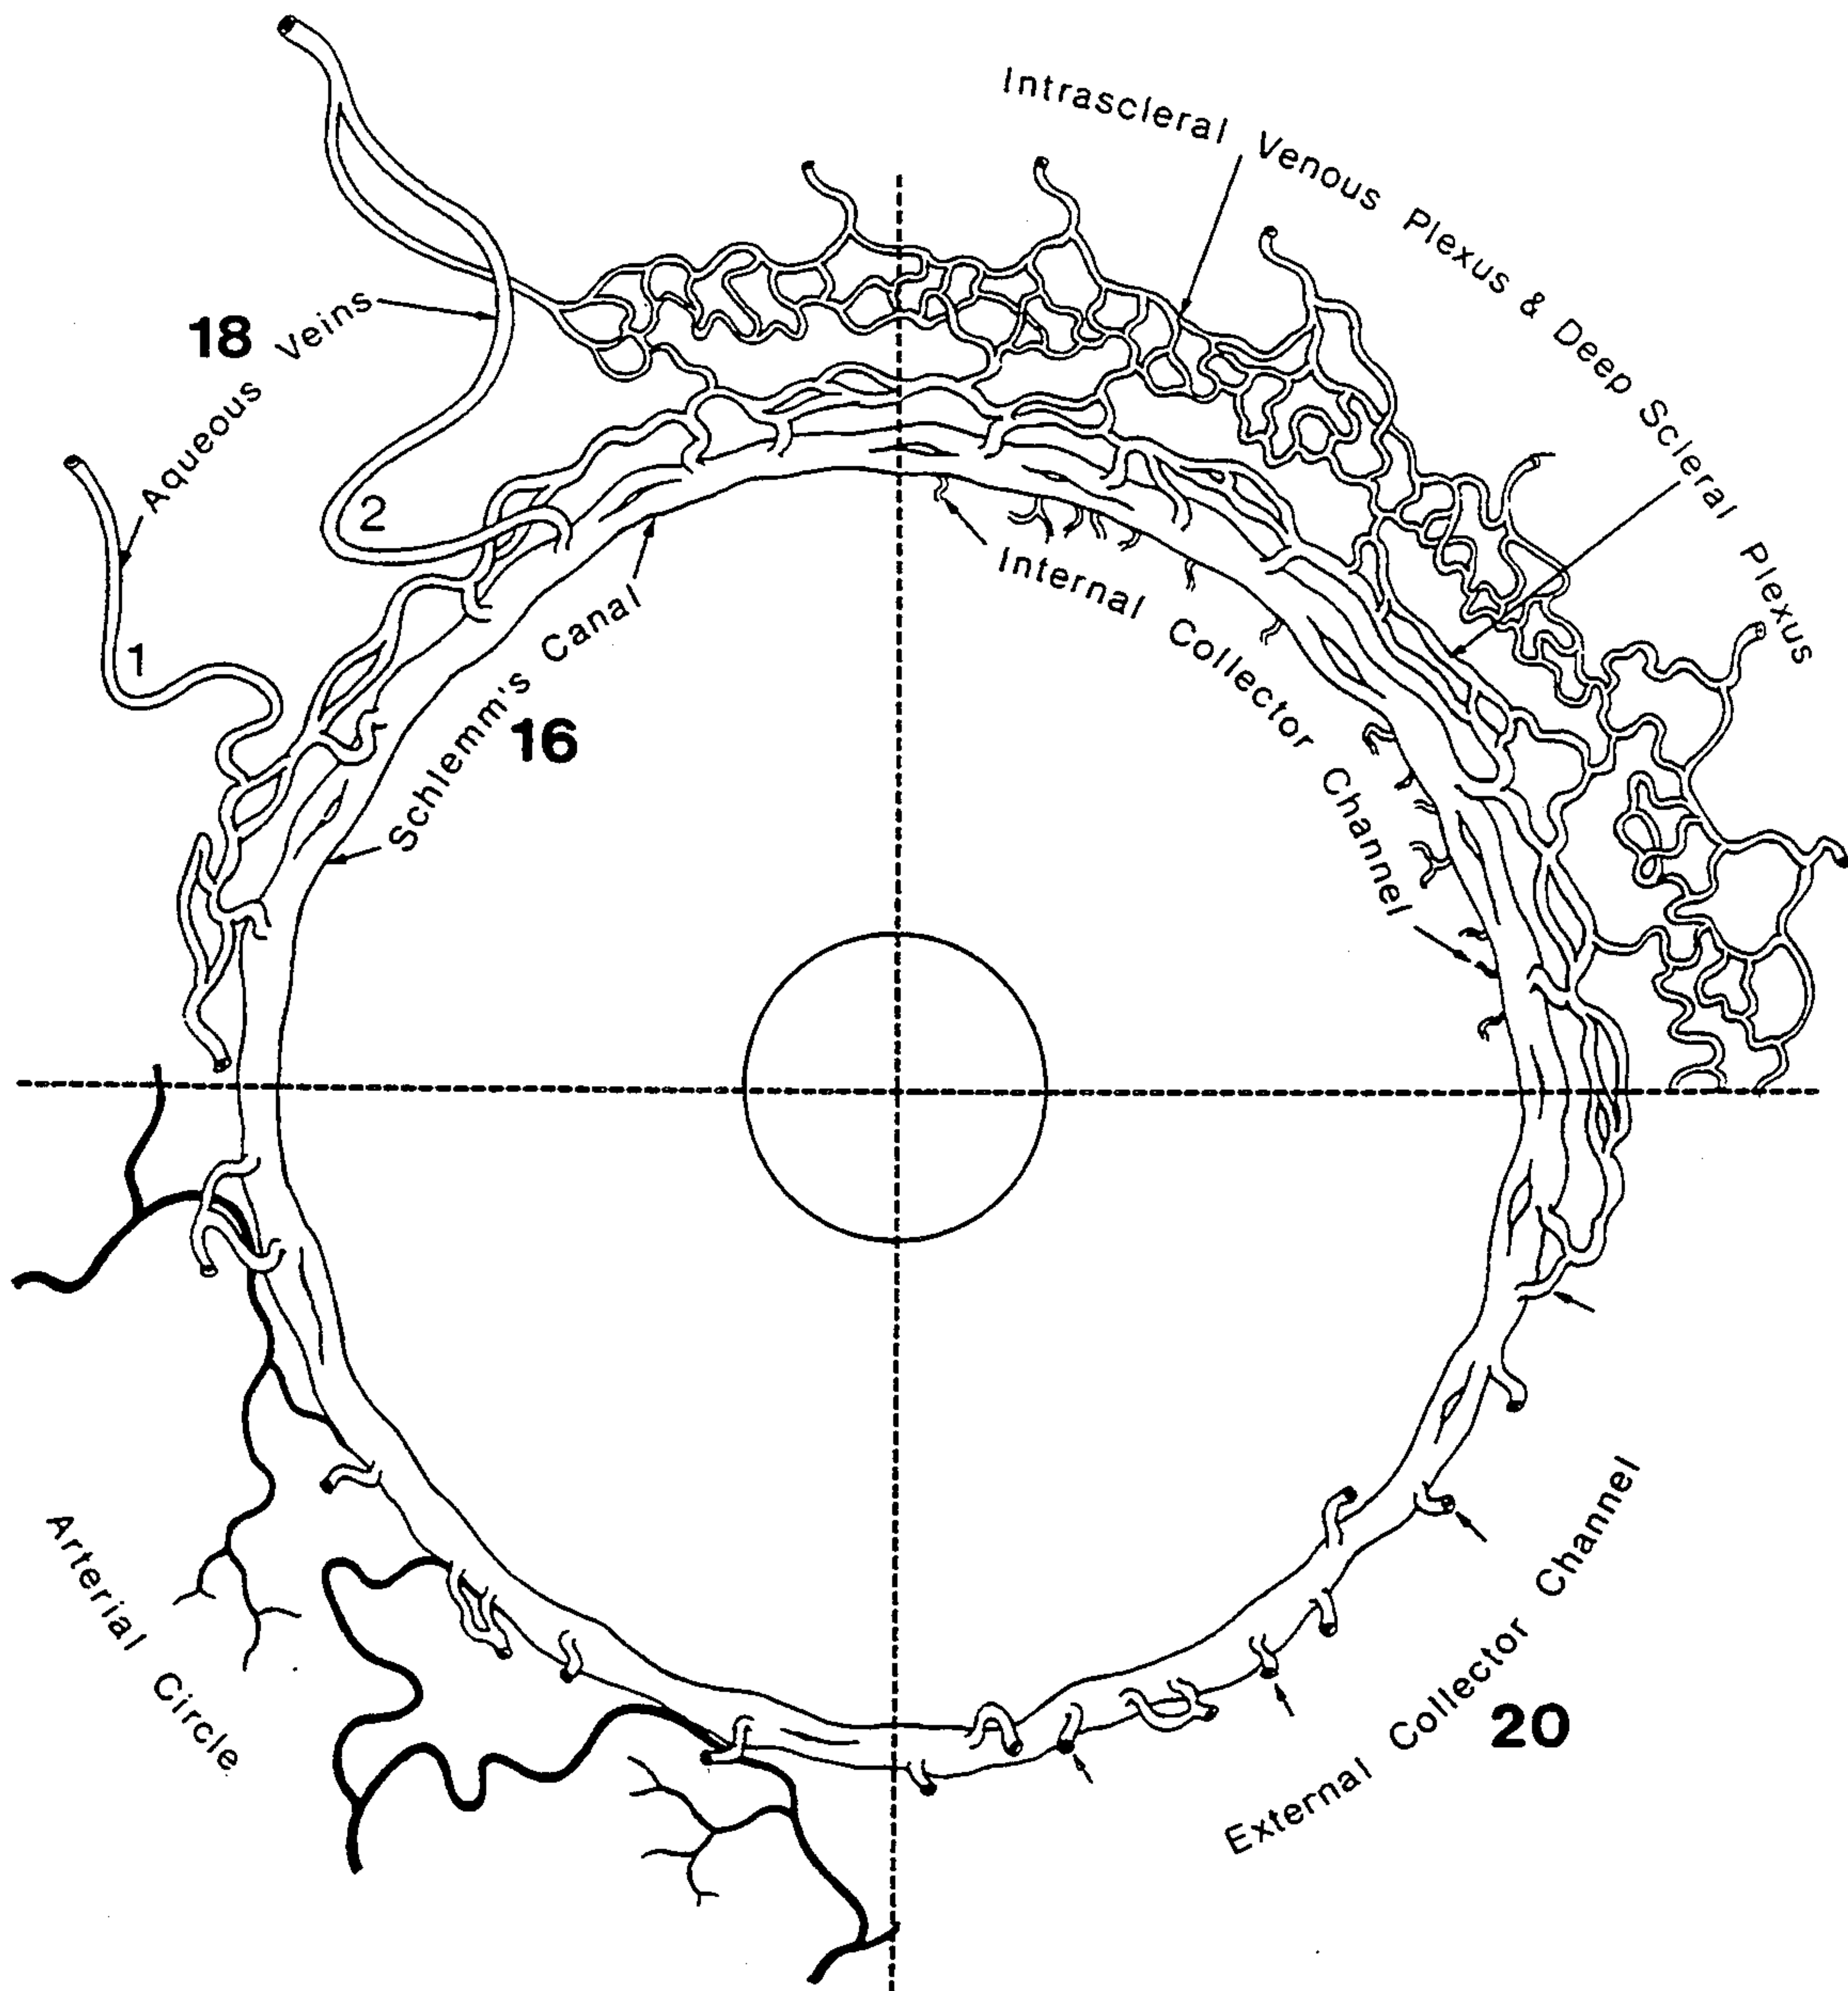 Intrascleral Venous Plexus & Deep Scleral Plexus
18
Aqueous Veins
2
1
Internal Collector Channel
Schlemm's Canal
16
Arterial Circle
External Collector Channel
20